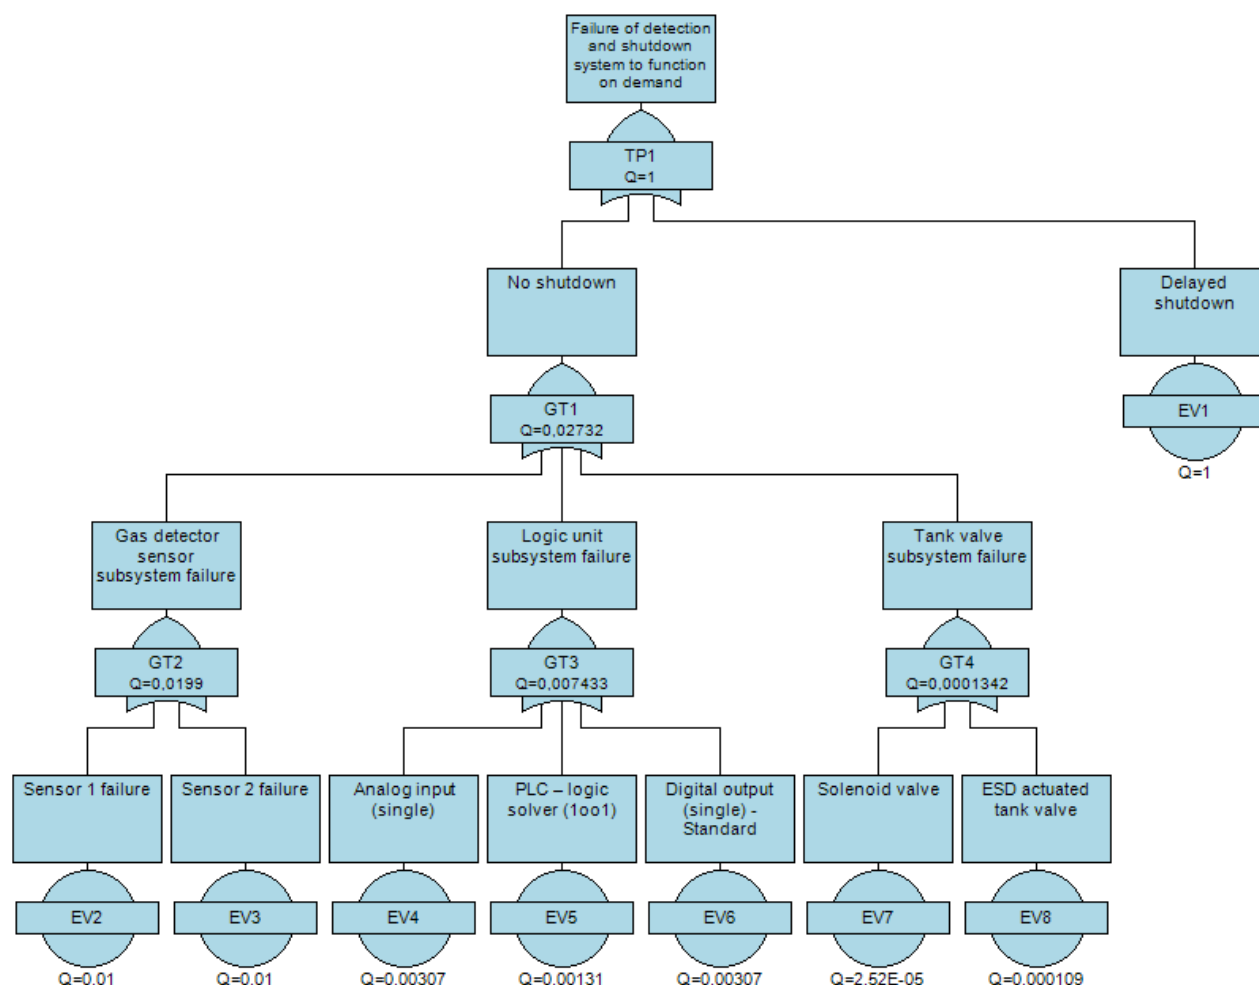 Failure of detection
and shutdown
system to function
on demand
TP1
Q=1
No shutdown
Delayed
shutdown
GT1
Q=0,02732
EV1
Q=1
Gas detector
sensor
subsystem failure
Logic unit
subsystem failure
Tank valve
subsystem failure
GT2
Q=0,0199
GT3
Q=0,007433
GT4
Q=0,0001342
Sensor 1 failure
Sensor 2 failure
Analog input
(single)
PLC – logic
solver (1oo1)
Digital output
(single) -
Standard
Solenoid valve
ESD actuated
tank valve
EV2
EV3
EV4
EV5
EV6
EV7
EV8
Q=0.01
Q=0.01
Q=0.00307
Q=0.00131
Q=0.00307
Q=2.52E-05
Q=0.000109